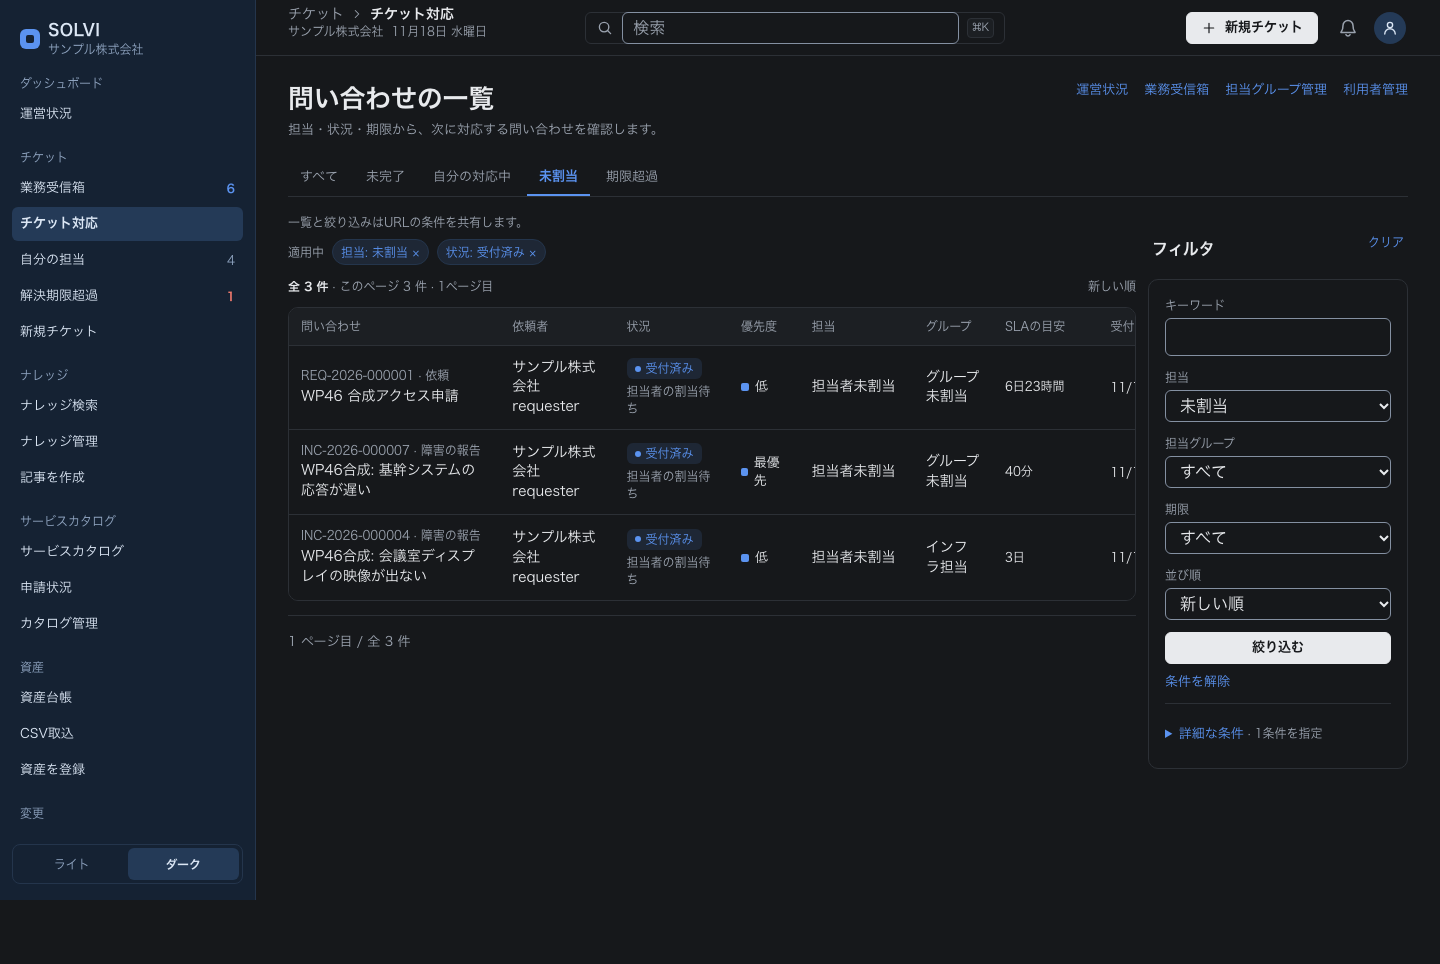 SOLVI
サンプル株式会社
ダッシュボード
運営状況
チケット
業務受信箱 6
チケット対応
自分の担当 4
解決期限超過 1
新規チケット
ナレッジ
ナレッジ検索
ナレッジ管理
記事を作成
サービスカタログ
サービスカタログ
申請状況
カタログ管理
資産
資産台帳
CSV取込
資産を登録
変更
ライト ダーク
チケット > チケット対応
サンプル株式会社 11月18日 水曜日
検索 ⌘K
+ 新規チケット
問い合わせの一覧
担当・状況・期限から、次に対応する問い合わせを確認します。
運営状況 業務受信箱 担当グループ管理 利用者管理
すべて 未完了 自分の対応中 未割当 期限超過
一覧と絞り込みはURLの条件を共有します。
適用中 担当: 未割当 × 状況: 受付済み ×
全 3 件 · このページ 3 件 · 1ページ目 新しい順
問い合わせ 依頼者 状況 優先度 担当 グループ SLAの目安 受付
REQ-2026-000001 · 依頼
WP46 合成アクセス申請
サンプル株式
会社
requester
受付済み
担当者の割当待
ち
低
担当者未割当
グループ
未割当
6日23時間
11/
INC-2026-000007 · 障害の報告
WP46合成: 基幹システムの
応答が遅い
サンプル株式
会社
requester
受付済み
担当者の割当待
ち
最優
先
担当者未割当
グループ
未割当
40分
11/
INC-2026-000004 · 障害の報告
WP46合成: 会議室ディスプ
レイの映像が出ない
サンプル株式
会社
requester
受付済み
担当者の割当待
ち
低
担当者未割当
インフ
ラ担当
3日
11/
1 ページ目 / 全 3 件
フィルタ クリア
キーワード
担当
未割当
担当グループ
すべて
期限
すべて
並び順
新しい順
絞り込む
条件を解除
詳細な条件 · 1条件を指定